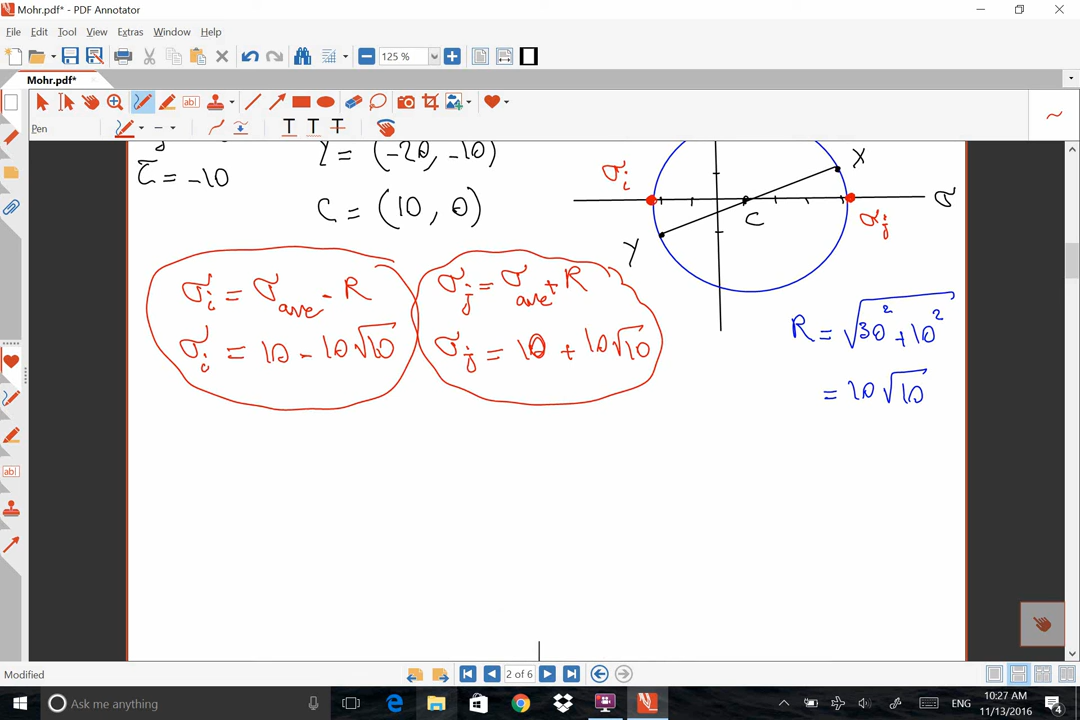 Mohr.pdf* - PDF Annotator
File Edit Tool View Extras Window Help
125 %
Mohr.pdf*
Pen
Y = (-20, -10)
τ = -10
C = (10, 0)
σi
X
σ
C
σj
Y
σi = σave - R
σj = σave + R
σi = 10 - 10√10
σj = 10 + 10√10
R = √30² + 10²
= 10√10
Modified
2 of 6
Ask me anything
ENG
10:27 AM
11/13/2016
4